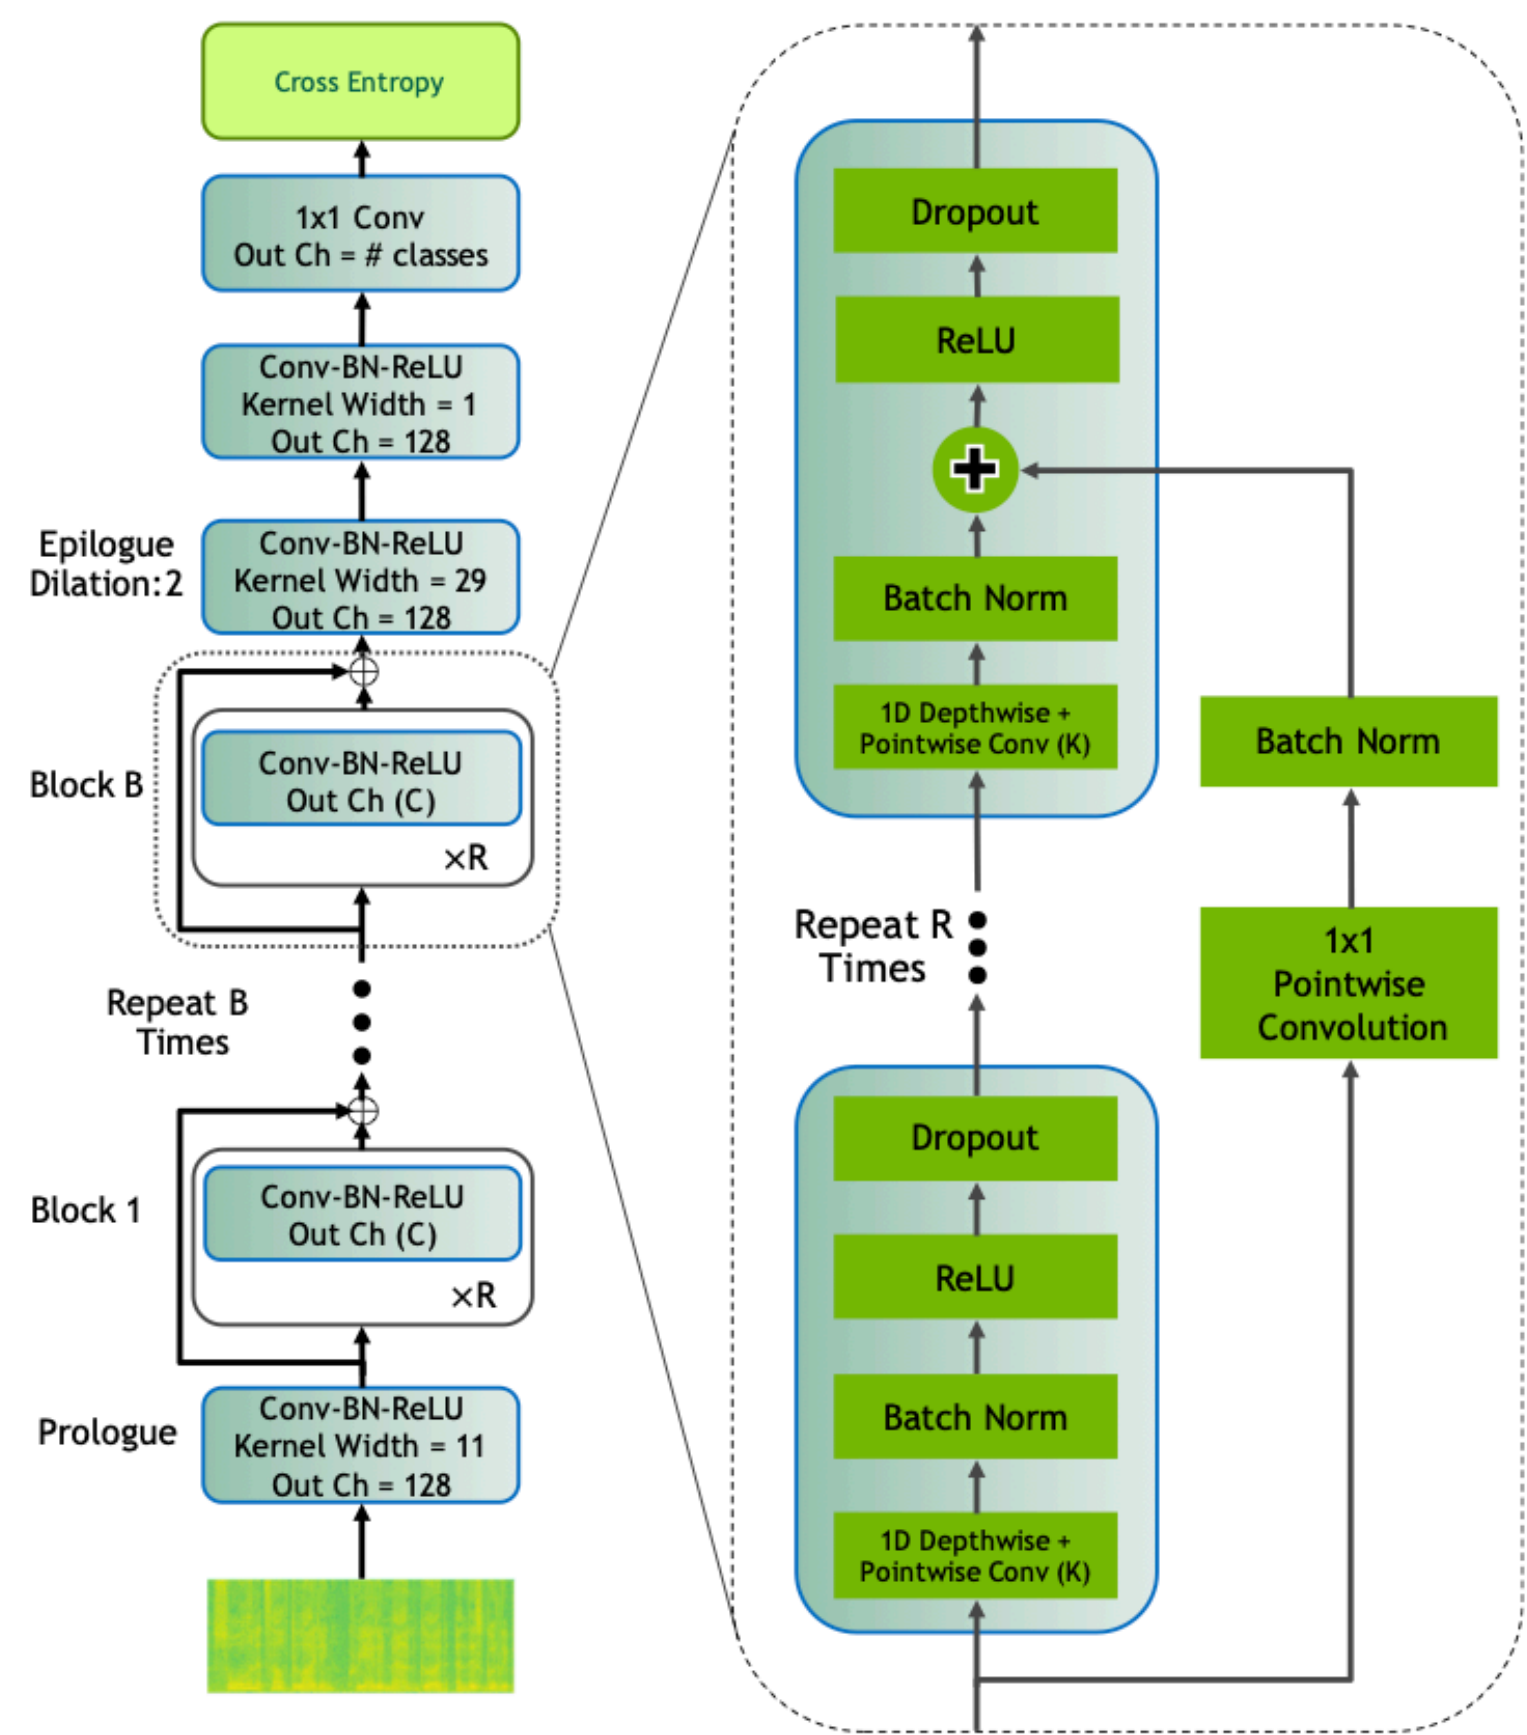 Cross Entropy
1x1 Conv
Out Ch = # classes
Conv-BN-ReLU
Kernel Width = 1
Out Ch = 128
Epilogue
Dilation:2
Conv-BN-ReLU
Kernel Width = 29
Out Ch = 128
Block B
Conv-BN-ReLU
Out Ch (C)
×R
Repeat B
Times
Block 1
Conv-BN-ReLU
Out Ch (C)
×R
Prologue
Conv-BN-ReLU
Kernel Width = 11
Out Ch = 128
Dropout
ReLU
Batch Norm
1D Depthwise +
Pointwise Conv (K)
Repeat R
Times
Dropout
ReLU
Batch Norm
1D Depthwise +
Pointwise Conv (K)
Batch Norm
1x1
Pointwise
Convolution